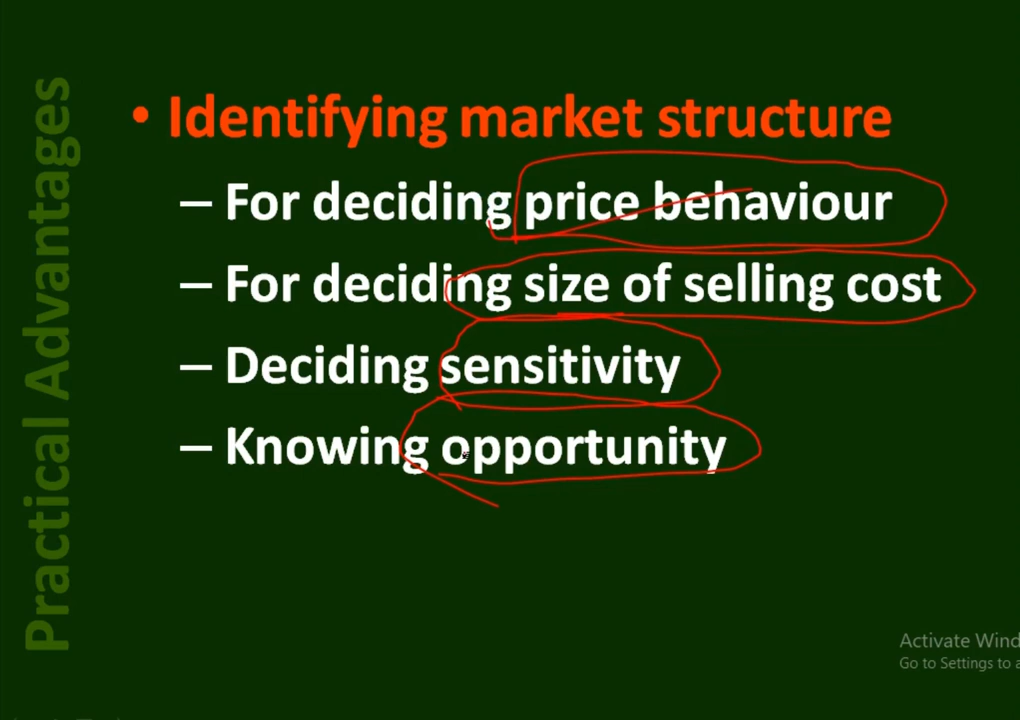 Practical Advantages
• Identifying market structure
– For deciding price behaviour
– For deciding size of selling cost
– Deciding sensitivity
– Knowing opportunity
Activate Wind
Go to Settings to a